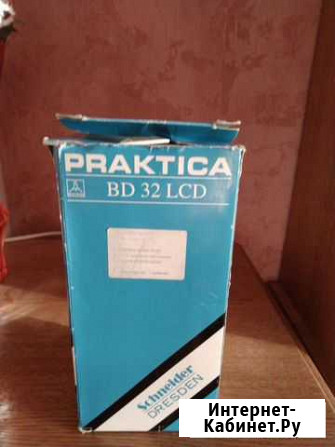 PRAKTICA
BD 32 LCD
Schneider
DRESDEN
Интернет-
Кабинет.Ру